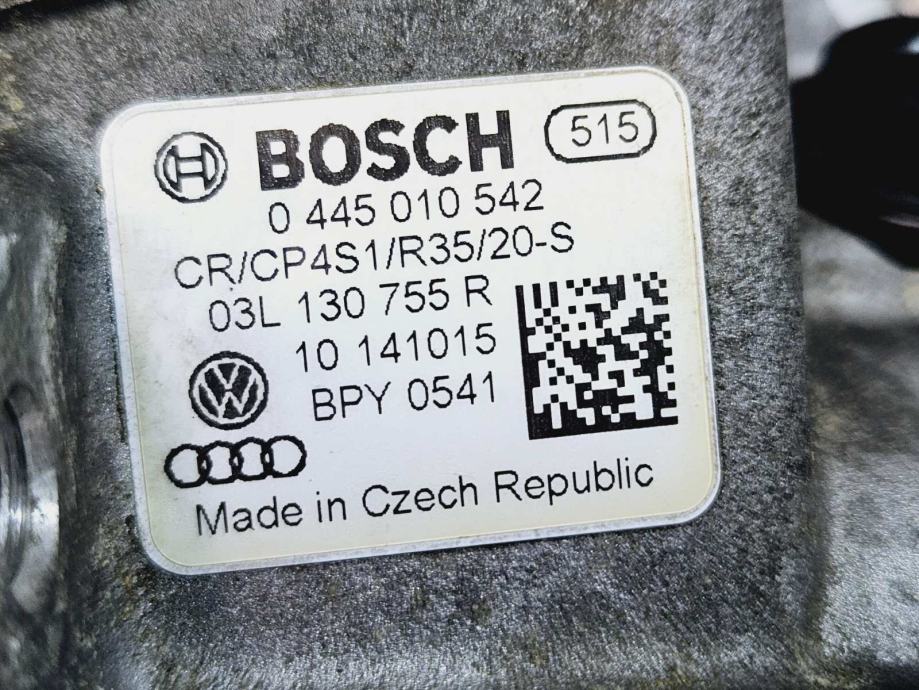 BOSCH 515
0 445 010 542
CR/CP4S1/R35/20-S
03L 130 755 R
10 141015
BPY 0541
Made in Czech Republic